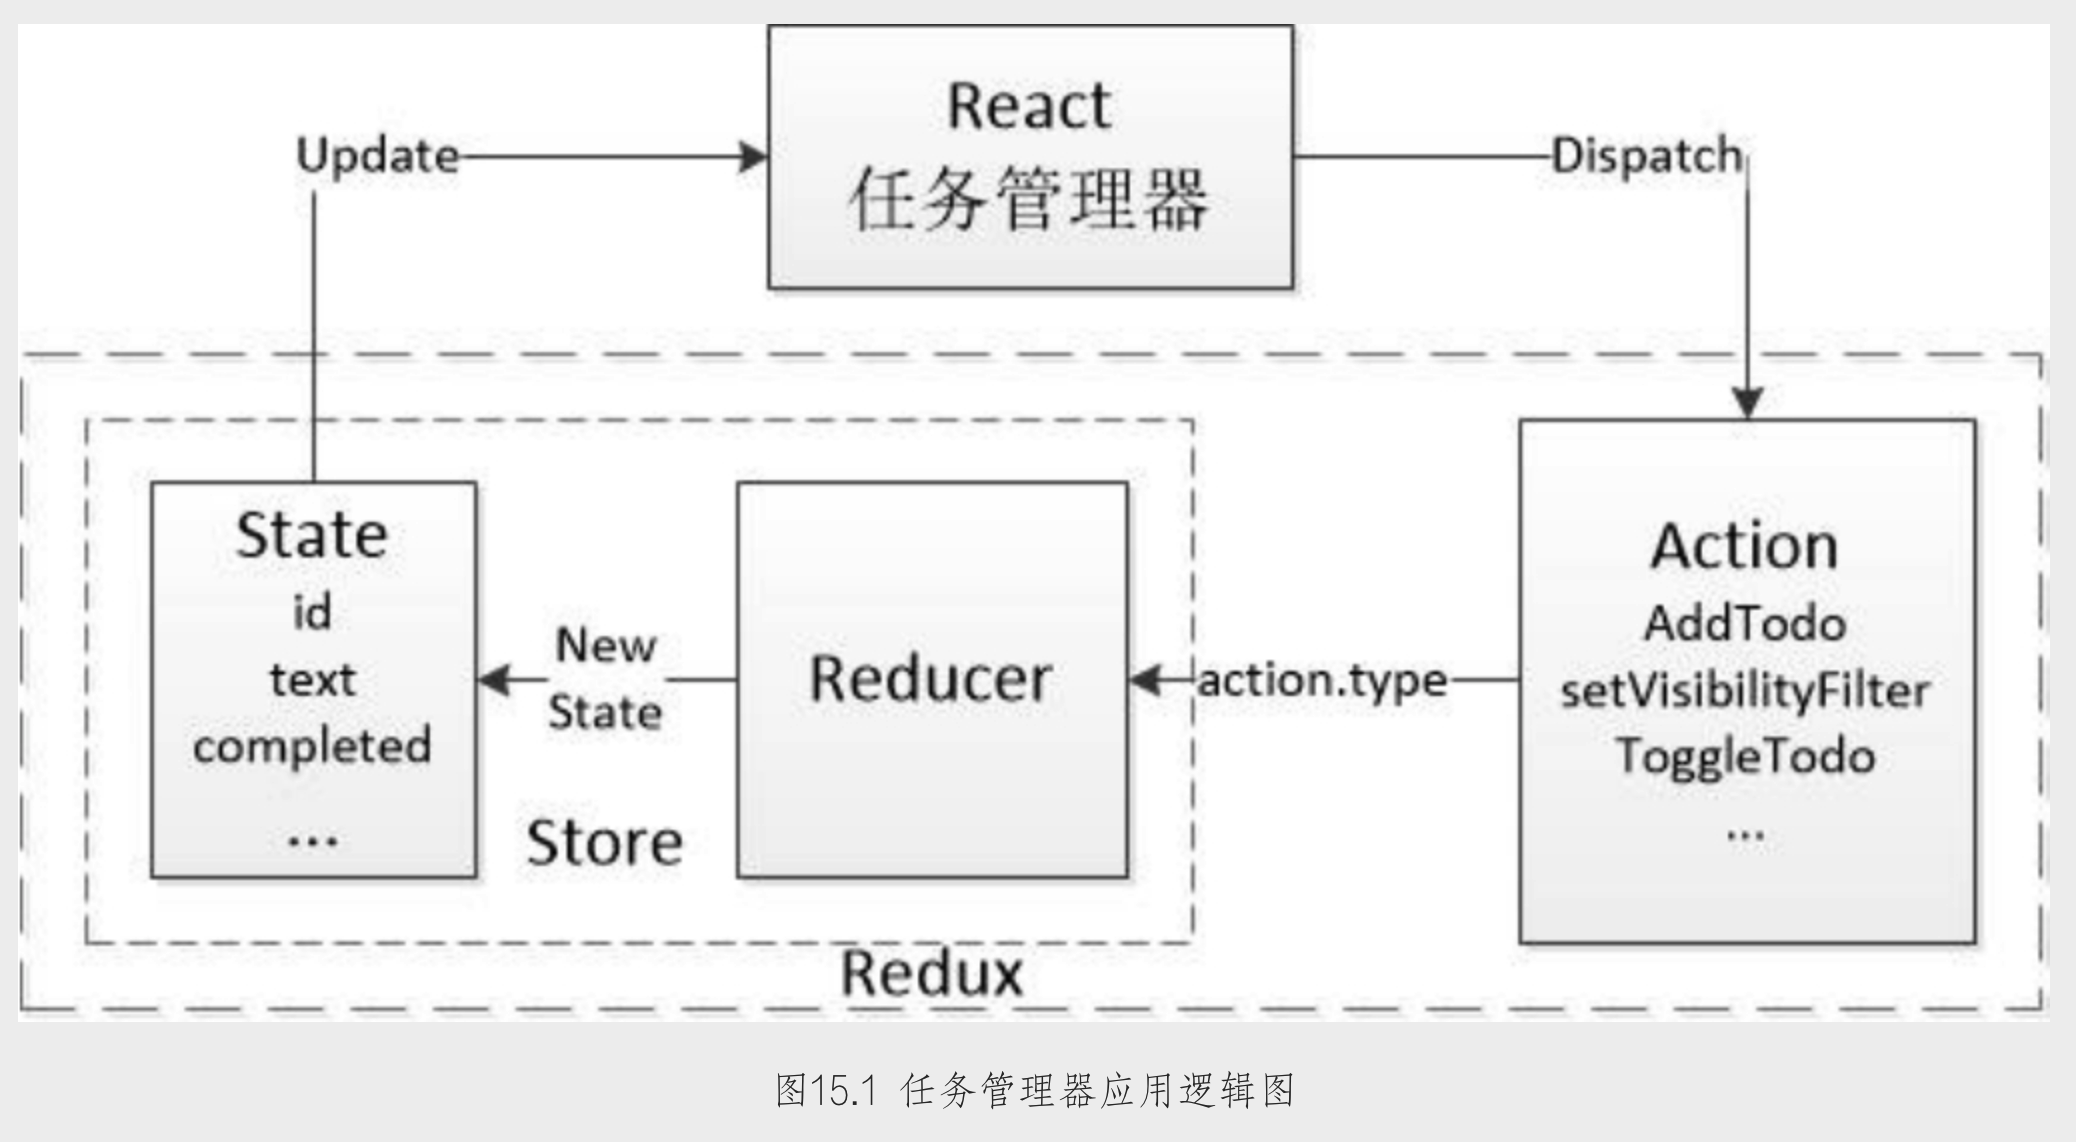 React
任务管理器
Update
Dispatch
State
id
text
completed
...
New
State
Store
Reducer
action.type
Action
AddTodo
setVisibilityFilter
ToggleTodo
...
Redux
图15.1 任务管理器应用逻辑图